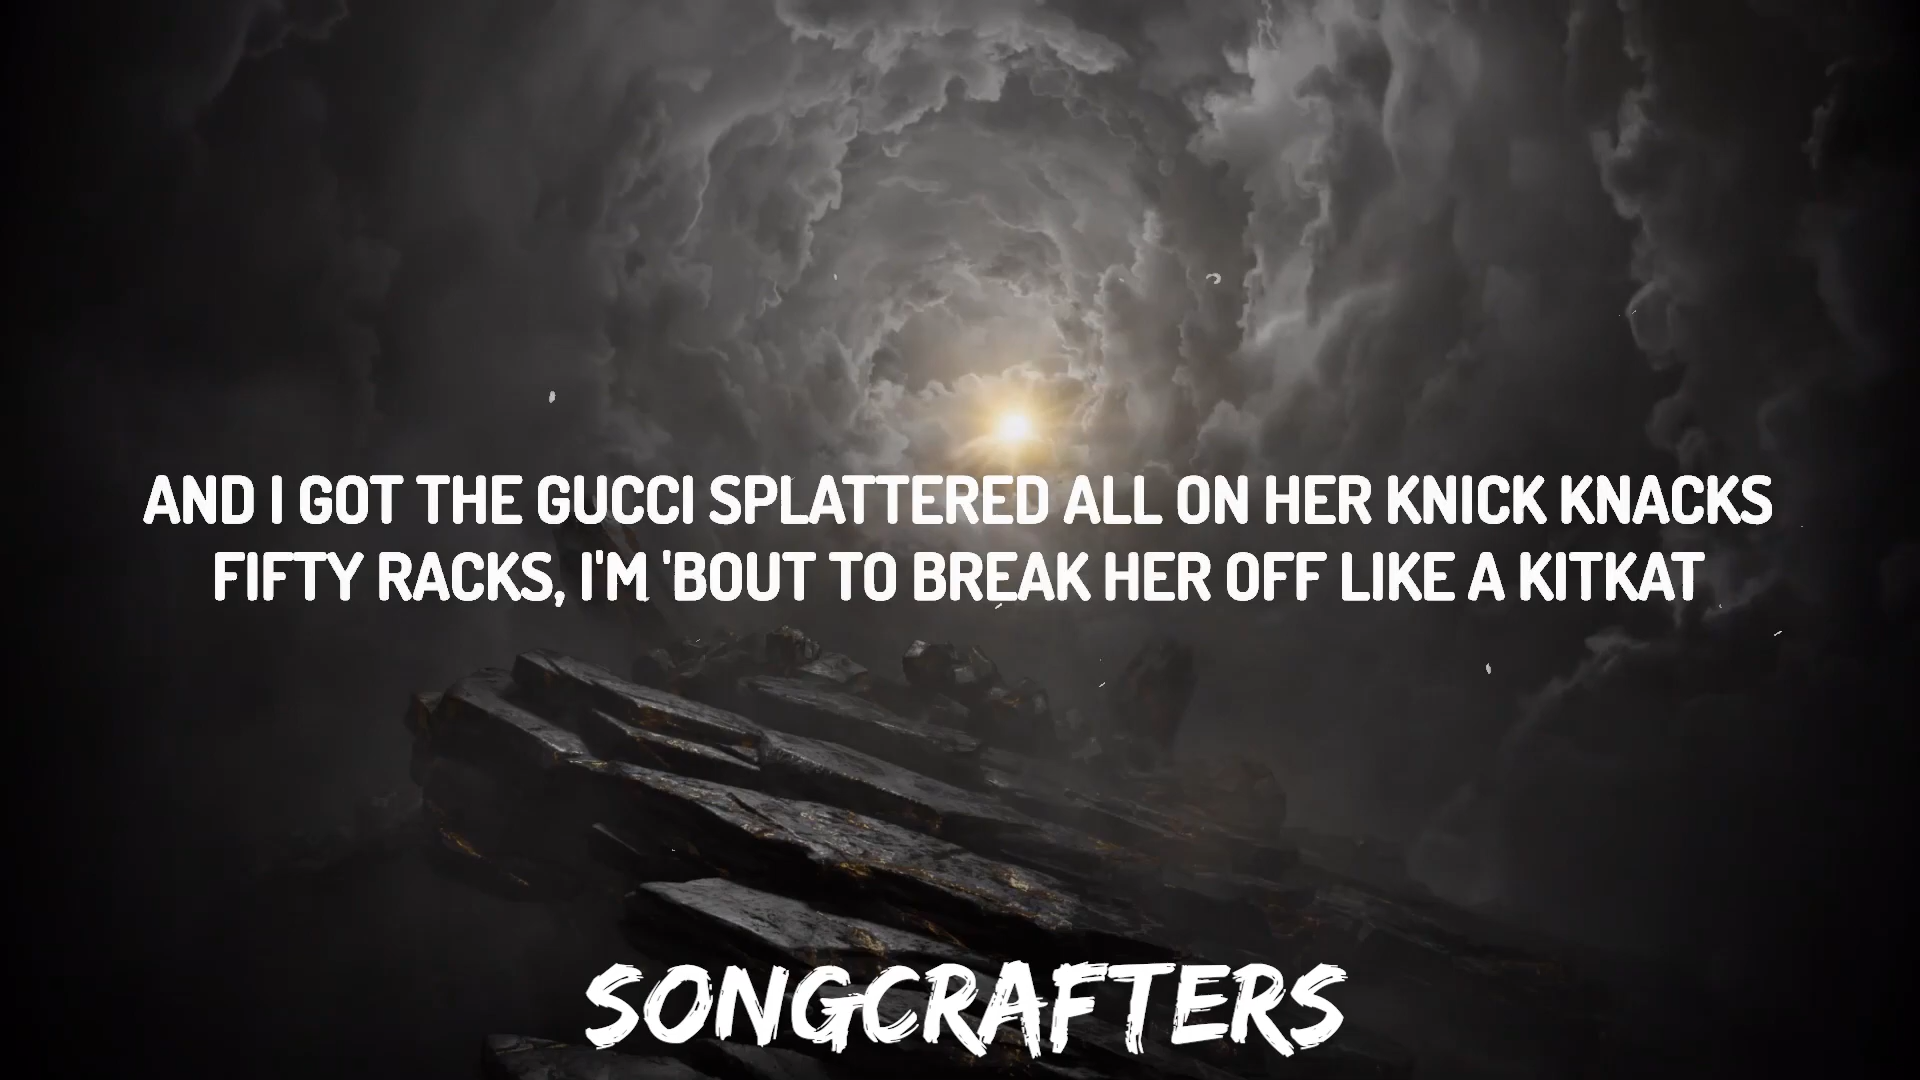 AND I GOT THE GUCCI SPLATTERED ALL ON HER KNICK KNACKS
FIFTY RACKS, I'M 'BOUT TO BREAK HER OFF LIKE A KITKAT
SONGCRAFTERS